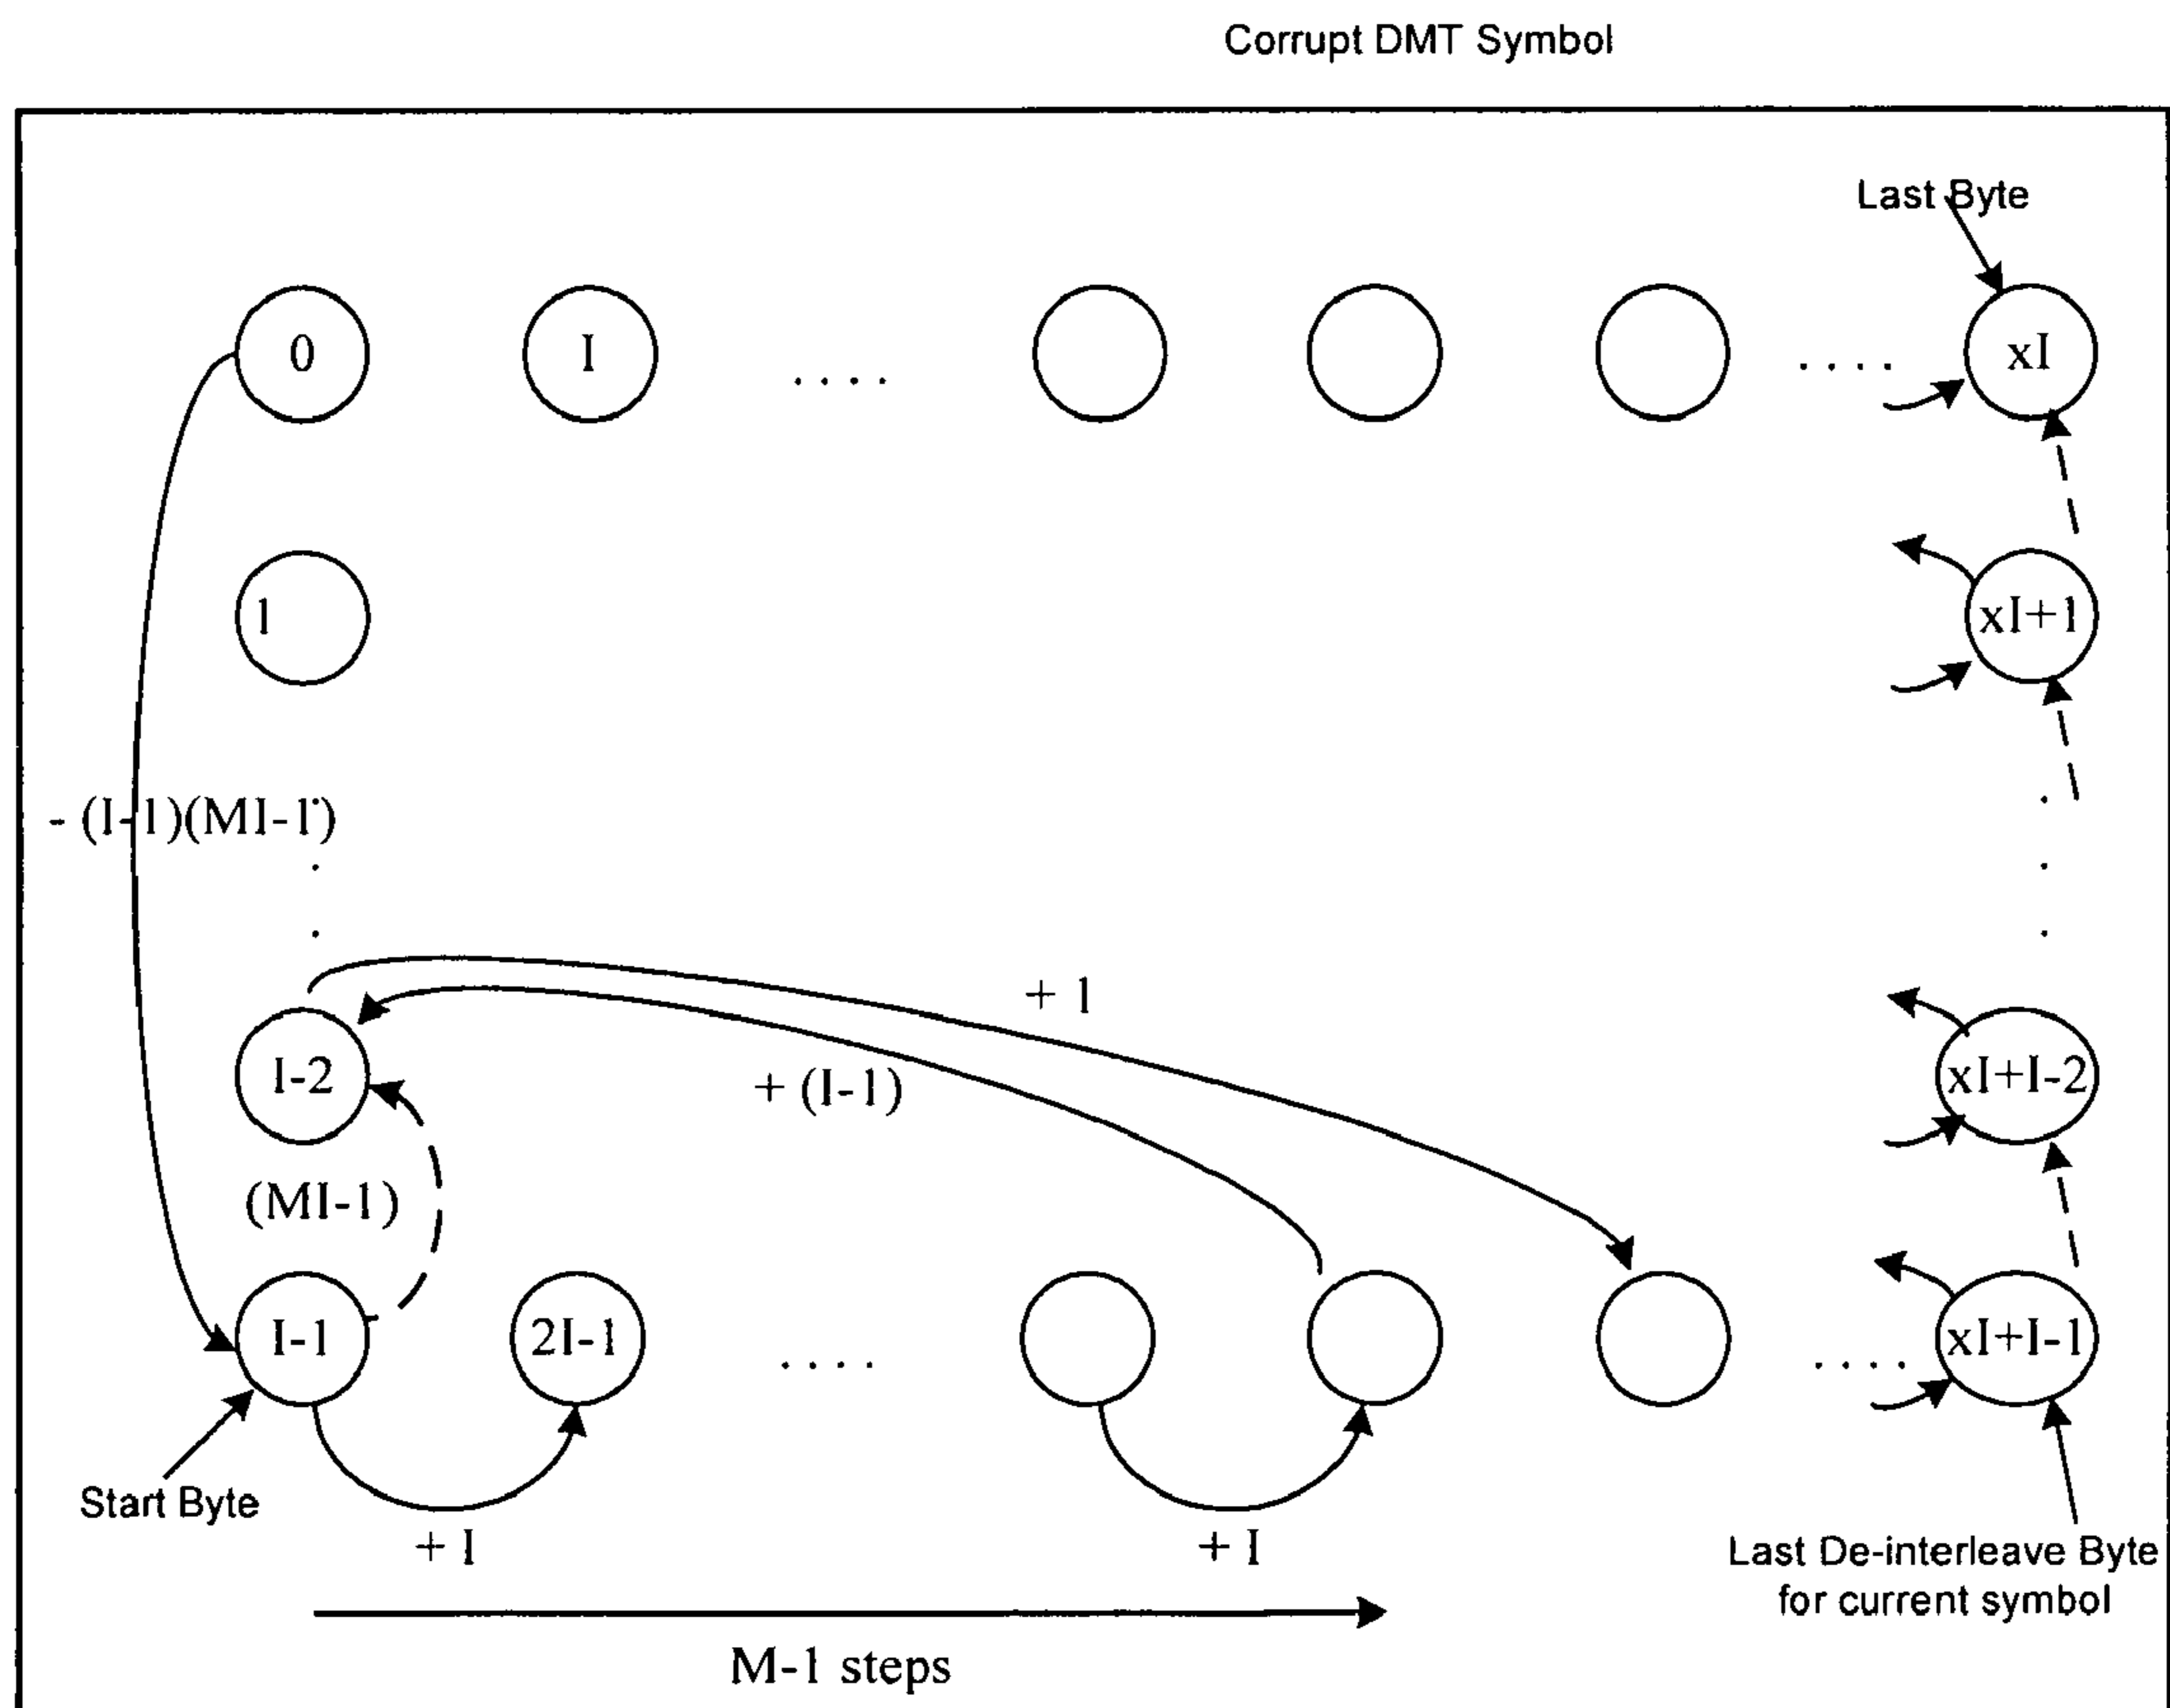 Corrupt DMT Symbol
Last Byte
0
I
....
....
xI
1
xI+1
- (I-1)(MI-1)
+ 1
I-2
+ (I-1)
xI+I-2
(MI-1)
I-1
2I-1
....
....
xI+I-1
Start Byte
+ I
+ I
Last De-interleave Byte
for current symbol
M-1 steps